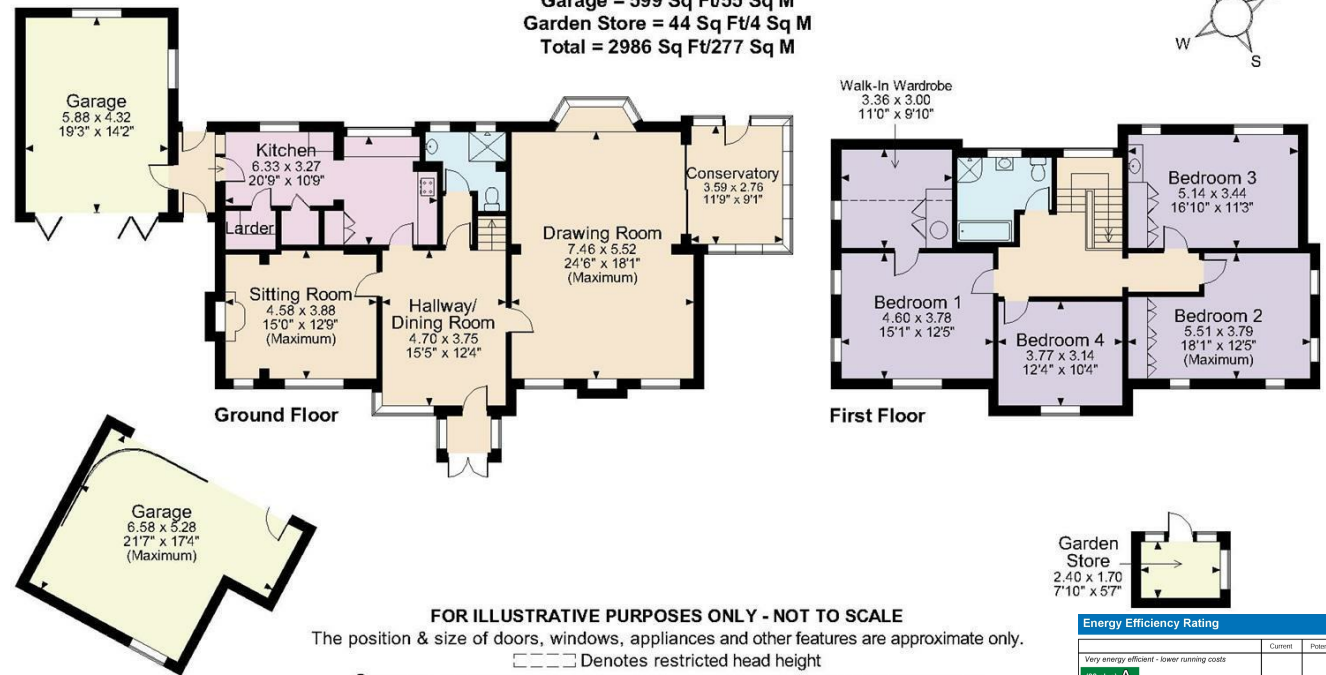 Garage = 599 Sq Ft/55 Sq M
Garden Store = 44 Sq Ft/4 Sq M
Total = 2986 Sq Ft/277 Sq M
W
S
Garage
5.88 x 4.32
19'3" x 14'2"
Kitchen
6.33 x 3.27
20'9" x 10'9"
Larder
Conservatory
3.59 x 2.76
11'9" x 9'1"
Drawing Room
7.46 x 5.52
24'6" x 18'1"
(Maximum)
Sitting Room
4.58 x 3.88
15'0" x 12'9"
(Maximum)
Hallway/
Dining Room
4.70 x 3.75
15'5" x 12'4"
Ground Floor
Walk-In Wardrobe
3.36 x 3.00
11'0" x 9'10"
Bedroom 3
5.14 x 3.44
16'10" x 11'3"
Bedroom 1
4.60 x 3.78
15'1" x 12'5"
Bedroom 4
3.77 x 3.14
12'4" x 10'4"
Bedroom 2
5.51 x 3.79
18'1" x 12'5"
(Maximum)
First Floor
Garage
6.58 x 5.28
21'7" x 17'4"
(Maximum)
Garden
Store
2.40 x 1.70
7'10" x 5'7"
FOR ILLUSTRATIVE PURPOSES ONLY - NOT TO SCALE
The position & size of doors, windows, appliances and other features are approximate only.
Denotes restricted head height
Energy Efficiency Rating
Current
Very energy efficient - lower running costs
A